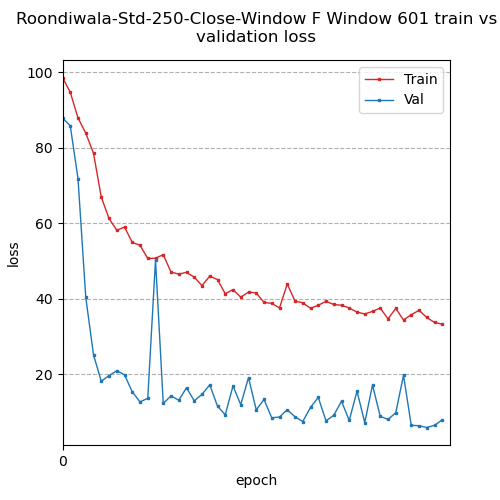 Roondiwala-Std-250-Close-Window F Window 601 train vs
validation loss
100
80
60
40
20
0
loss
epoch
Train
Val